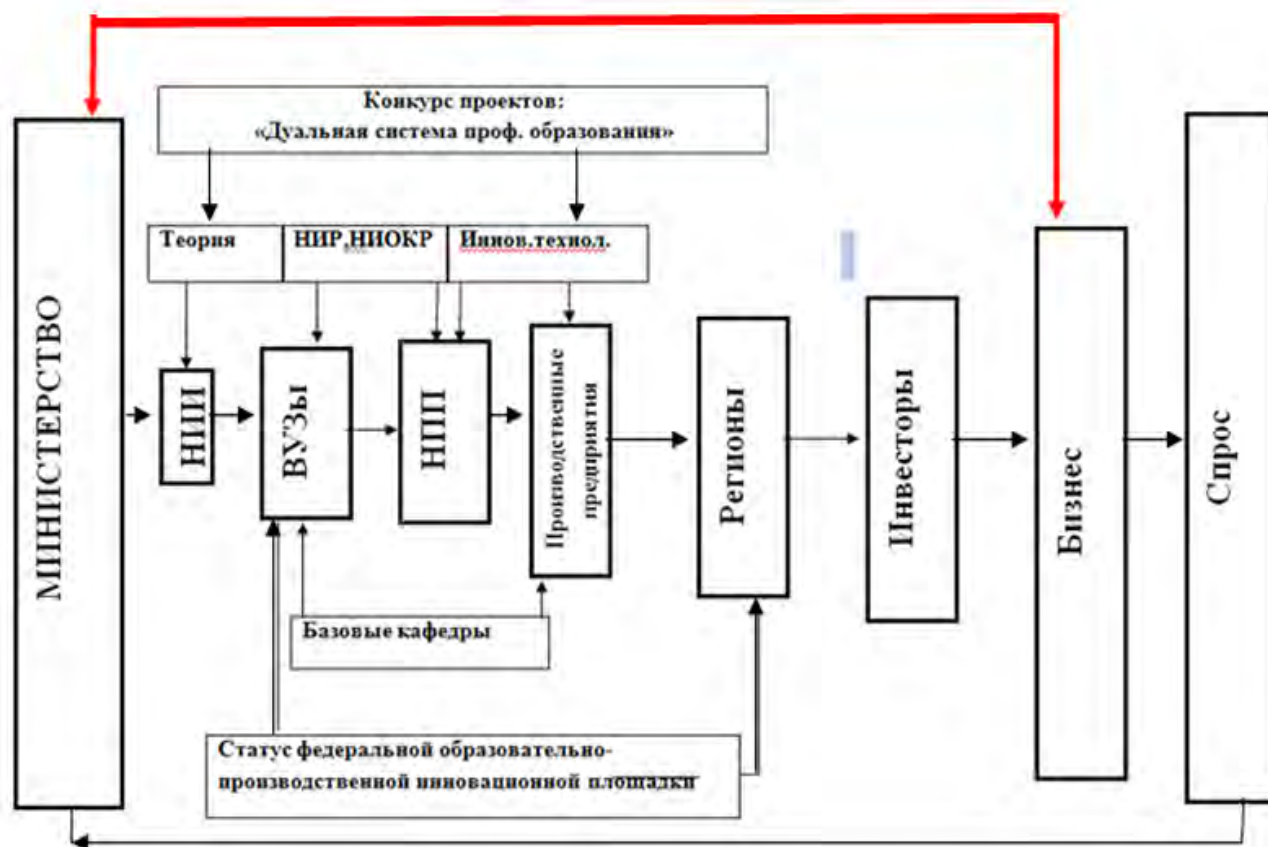 Конкурс проектов:
«Дуальная система проф. образования»
Теория
НИР,НИОКР
Иннов.технол.
МИНИСТЕРСТВО
НИИ
ВУЗы
НПП
Производственные
предприятия
Регионы
Инвесторы
Бизнес
Спрос
Базовые кафедры
Статус федеральной образовательно-
производственной инновационной площадки